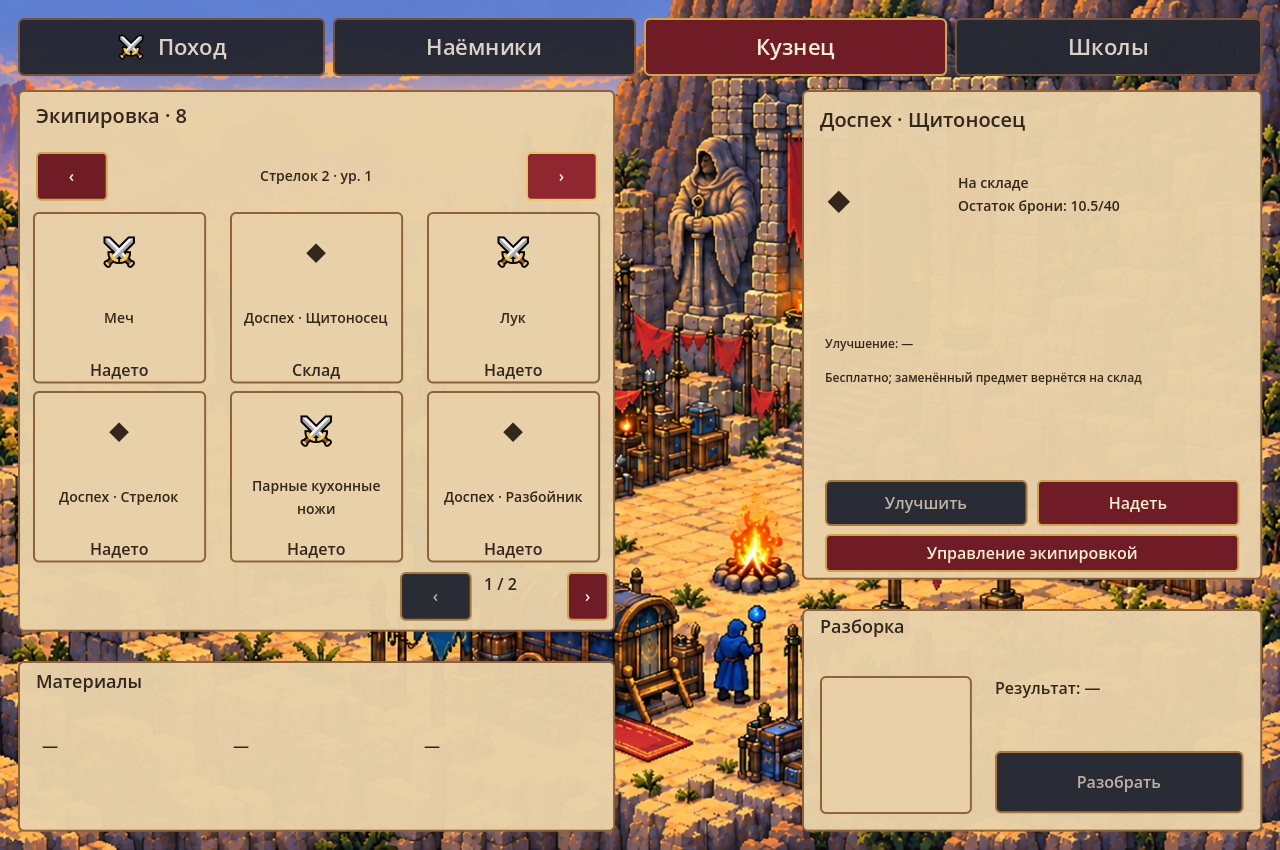 Поход
Наёмники
Кузнец
Школы
Экипировка · 8
‹
Стрелок 2 · ур. 1
›
Меч
Надето
Доспех · Щитоносец
Склад
Лук
Надето
Доспех · Стрелок
Надето
Парные кухонные
ножи
Надето
Доспех · Разбойник
Надето
‹
1 / 2
›
Материалы
—
—
—
Доспех · Щитоносец
На складе
Остаток брони: 10.5/40
Улучшение: —
Бесплатно; заменённый предмет вернётся на склад
Улучшить
Надеть
Управление экипировкой
Разборка
Результат: —
Разобрать